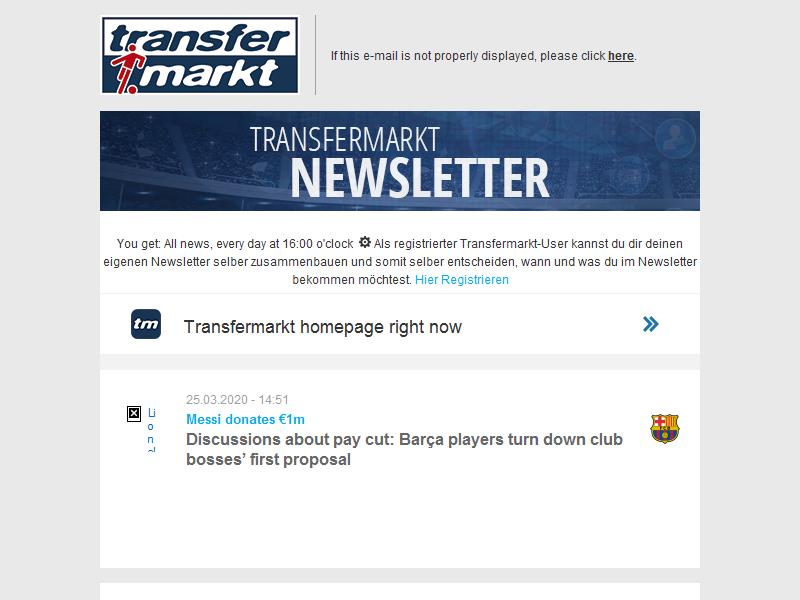 transfer
markt
If this e-mail is not properly displayed, please click here.
TRANSFERMARKT
NEWSLETTER
You get: All news, every day at 16:00 o'clock Als registrierter Transfermarkt-User kannst du dir deinen
eigenen Newsletter selber zusammenbauen und somit selber entscheiden, wann und was du im Newsletter
bekommen möchtest. Hier Registrieren
tm
Transfermarkt homepage right now
Li
o
n
25.03.2020 - 14:51
Messi donates €1m
Discussions about pay cut: Barça players turn down club
bosses’ first proposal